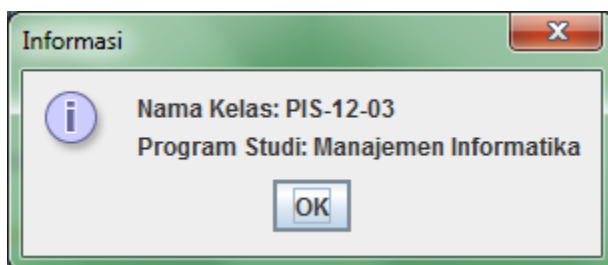 Informasi
Nama Kelas: PIS-12-03
Program Studi: Manajemen Informatika
OK